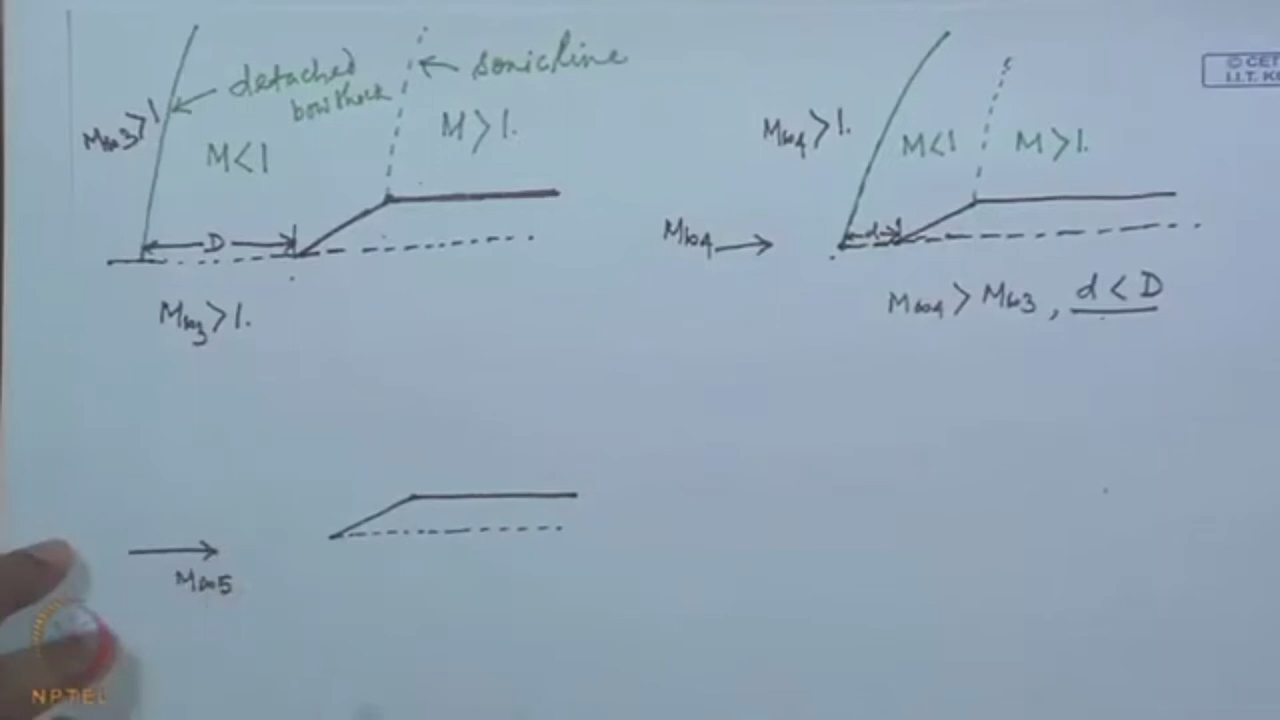 detached
bow shock
sonicline
M∞3>1
M<1
M>1.
D
M∞3>1.
M∞4>1.
M<1
M>1.
M∞4
d
M∞4>M∞3, d<D
M∞5
© CET
I.I.T. K
NPTEL